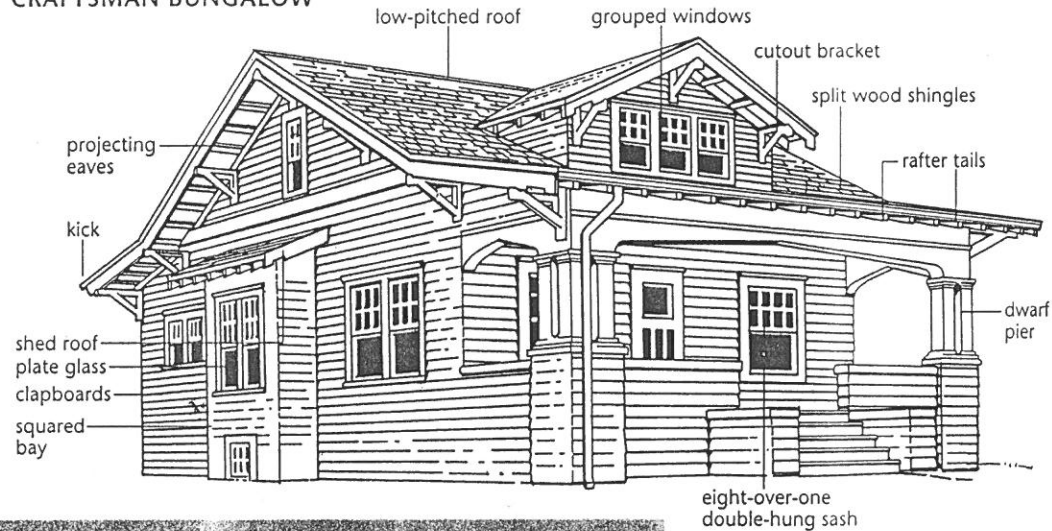 CRAFTSMAN BUNGALOW
low-pitched roof
grouped windows
cutout bracket
split wood shingles
projecting
eaves
rafter tails
kick
dwarf
pier
shed roof
plate glass
clapboards
squared
bay
eight-over-one
double-hung sash